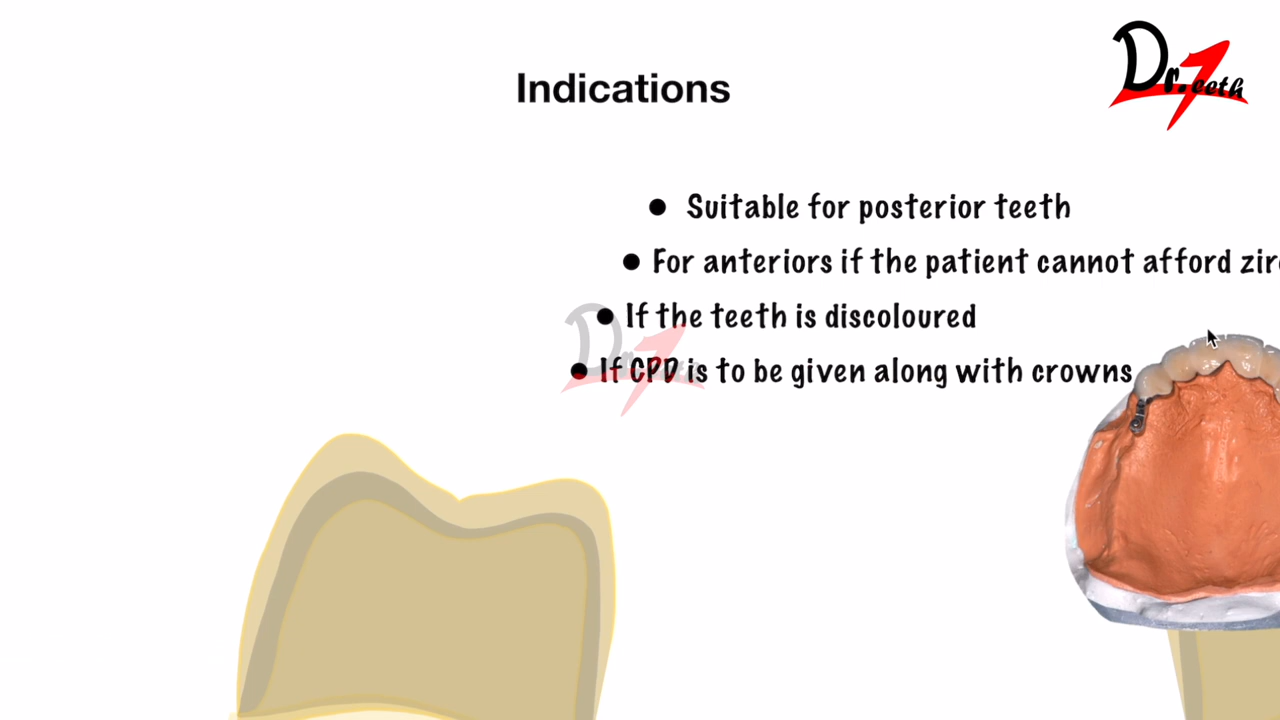 Dr. Teeth
Indications
• Suitable for posterior teeth
• For anteriors if the patient cannot afford
• If the teeth is discoloured
• If CPD is to be given along with crowns